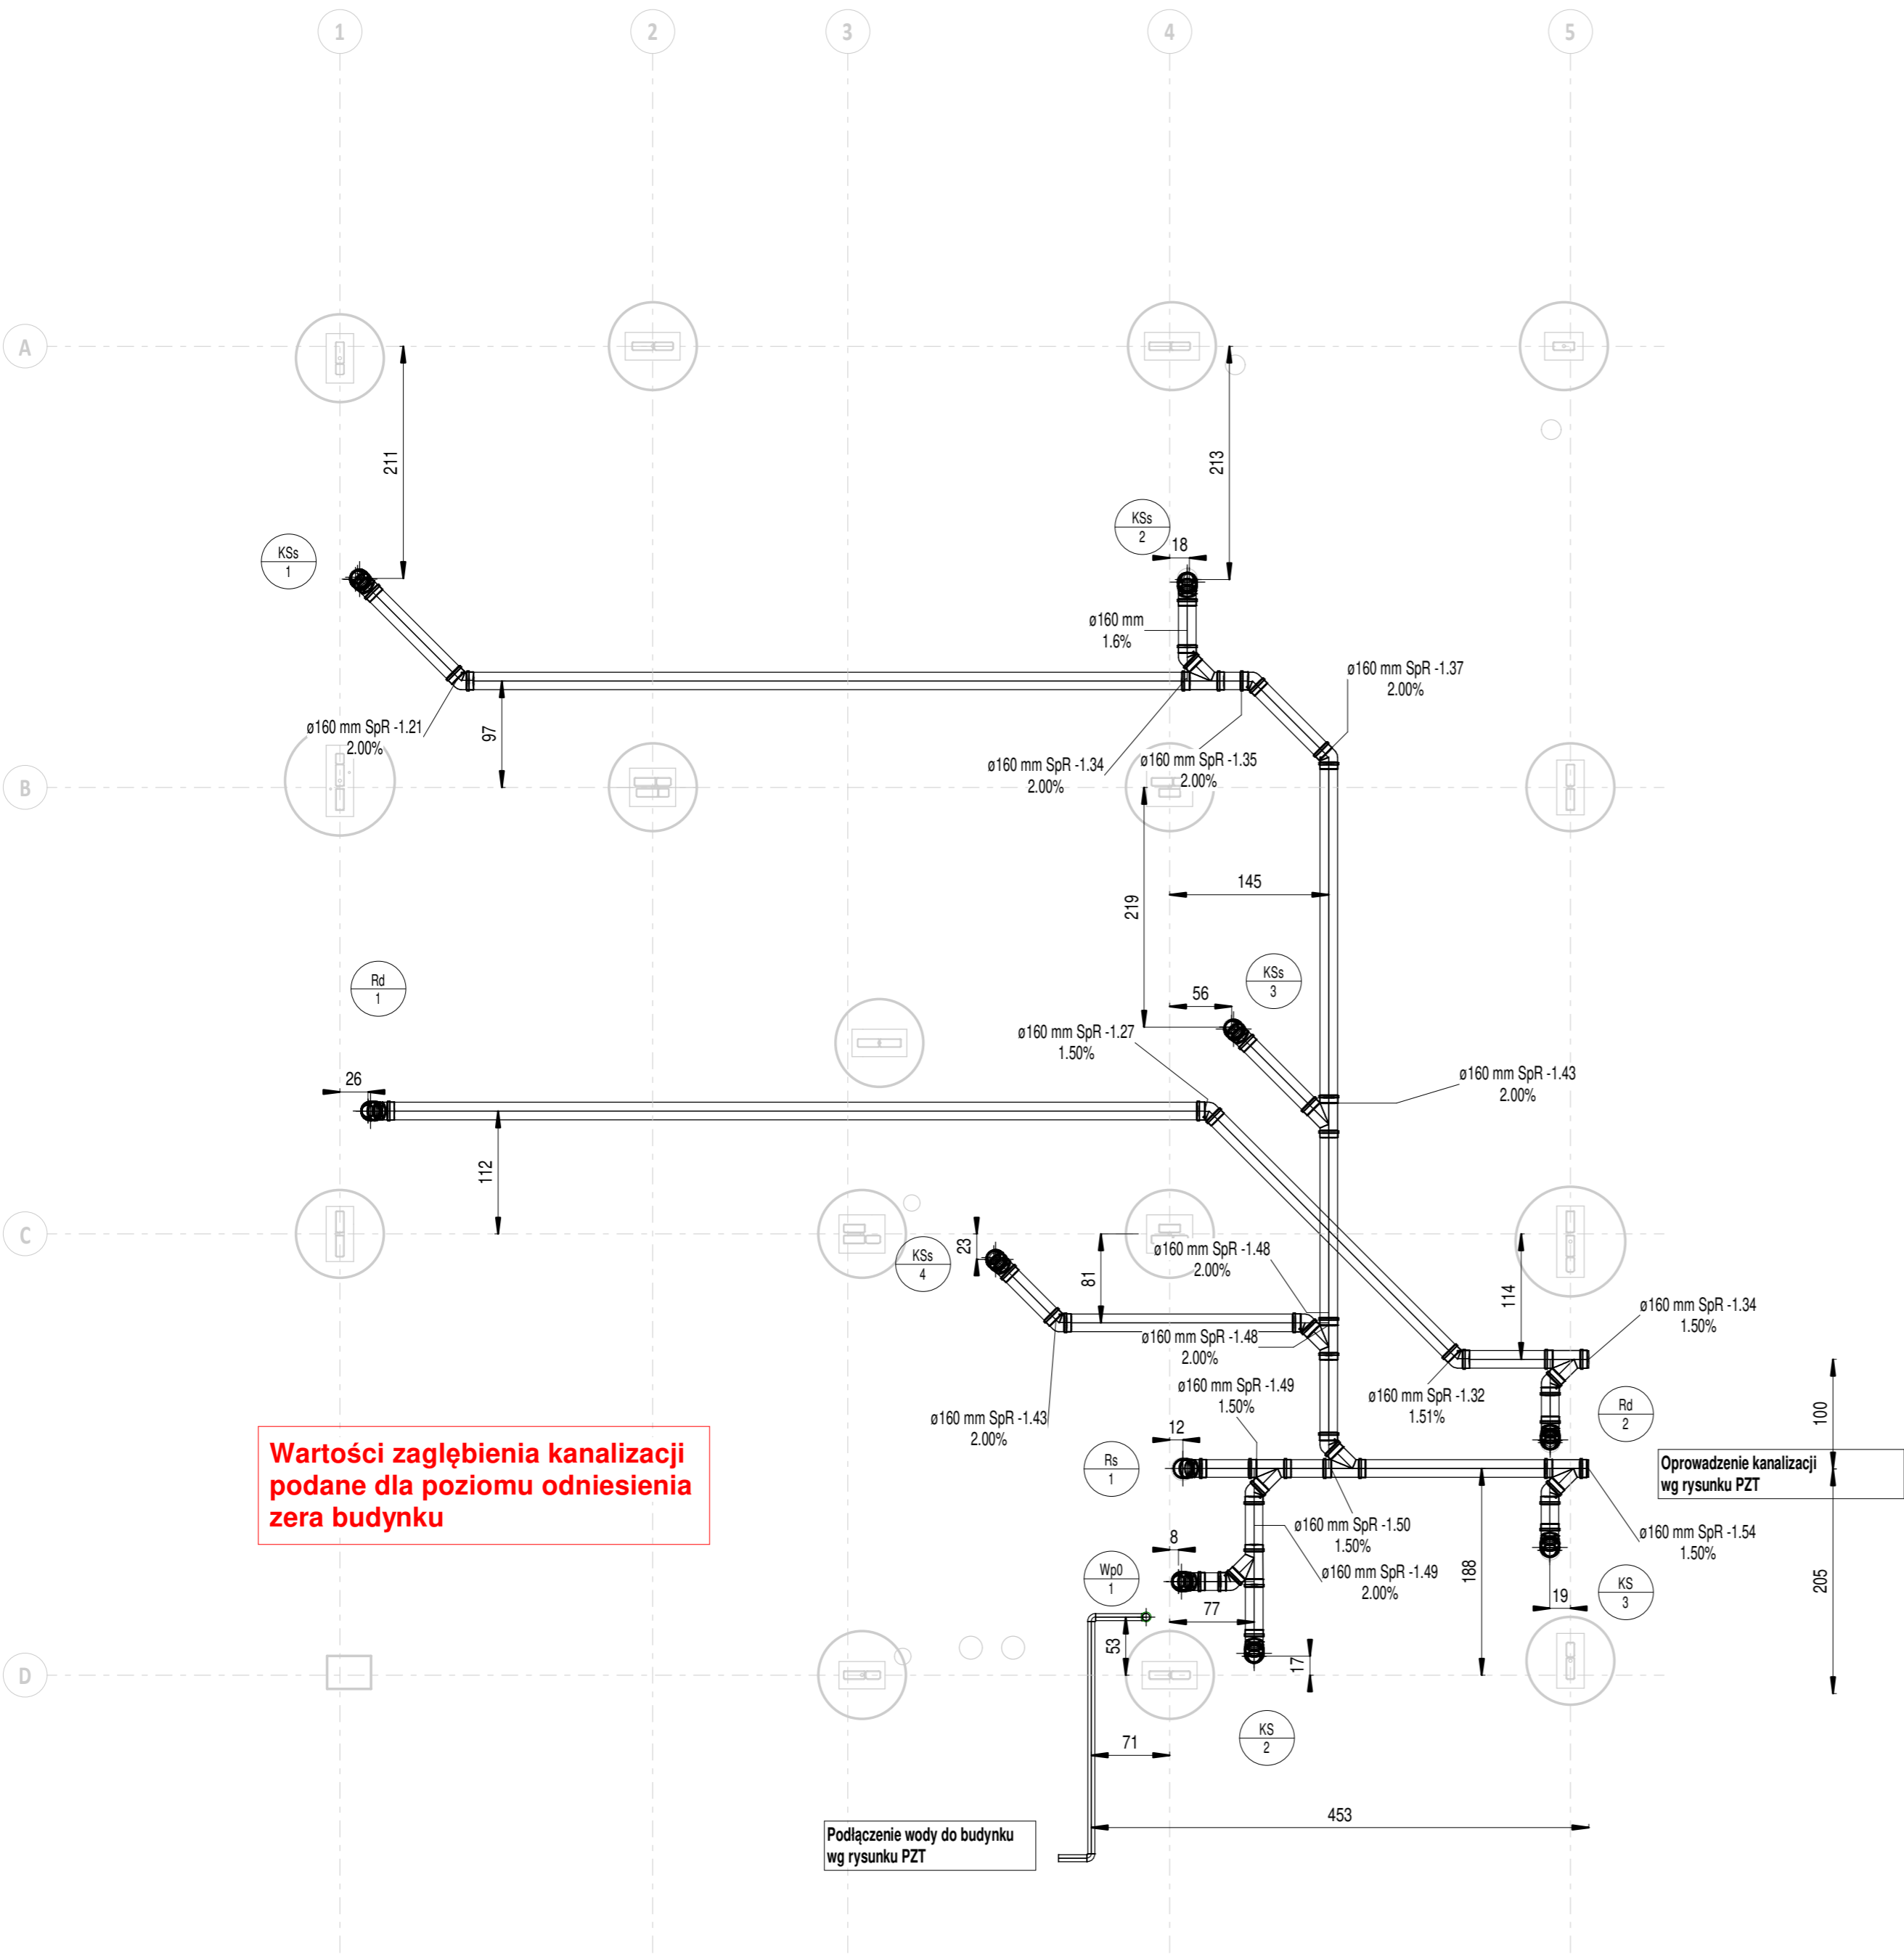 1
2
3
4
5
A
211
213
KSs
1
KSs
2
18
ø160 mm
1.6%
ø160 mm SpR -1.37
2.00%
ø160 mm SpR -1.21
2.00%
97
ø160 mm SpR -1.34
2.00%
ø160 mm SpR -1.35
2.00%
B
145
219
Rd
1
KSs
3
56
ø160 mm SpR -1.27
1.50%
ø160 mm SpR -1.43
2.00%
26
112
C
KSs
4
23
81
ø160 mm SpR -1.48
2.00%
114
ø160 mm SpR -1.34
1.50%
ø160 mm SpR -1.48
2.00%
ø160 mm SpR -1.49
1.50%
ø160 mm SpR -1.32
1.51%
ø160 mm SpR -1.43
2.00%
Rd
2
100
12
Rs
1
Wartości zagłębienia kanalizacji
podane dla poziomu odniesienia
zera budynku
Oprowadzenie kanalizacji
wg rysunku PZT
ø160 mm SpR -1.50
1.50%
ø160 mm SpR -1.54
1.50%
8
Wp0
1
ø160 mm SpR -1.49
2.00%
188
205
19
KS
3
77
53
17
D
KS
2
71
453
Podłączenie wody do budynku
wg rysunku PZT